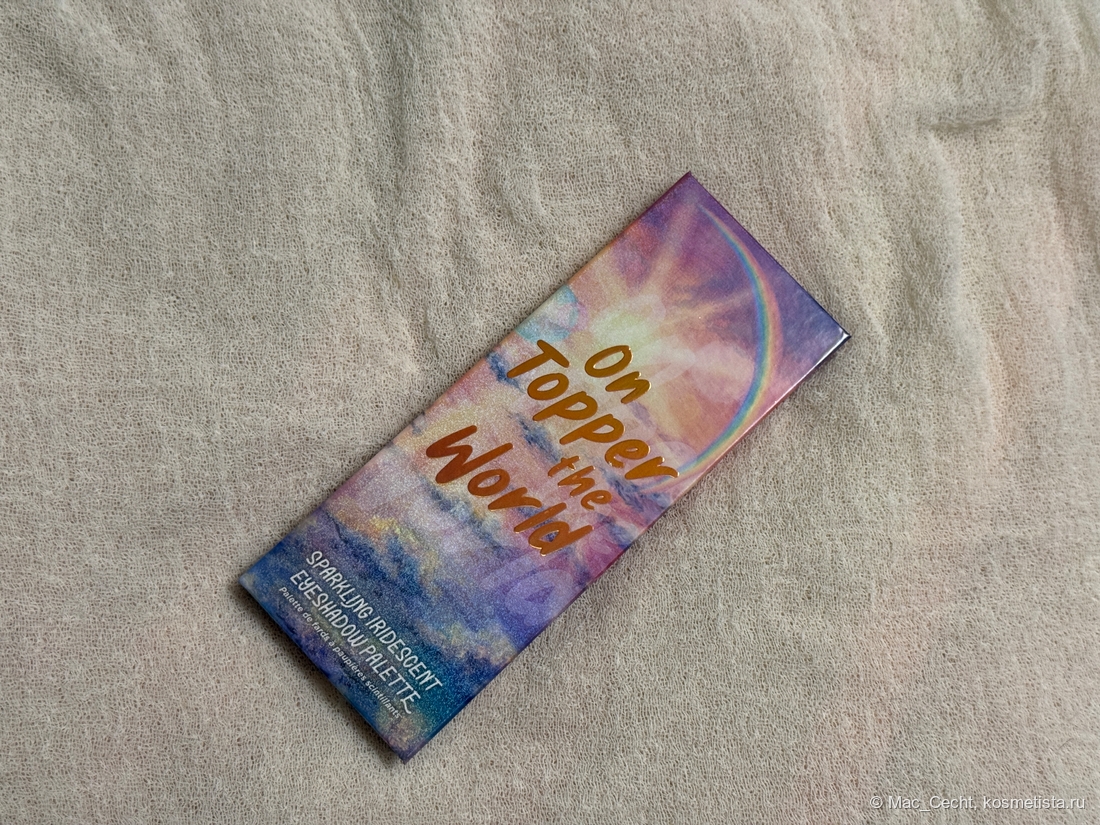 On
Topper
the
World
SPARKLING IRIDESCENT
EYESHADOW PALETTE
Palette de fards à paupières scintillants
© Mac_Cecht, kosmetista.ru